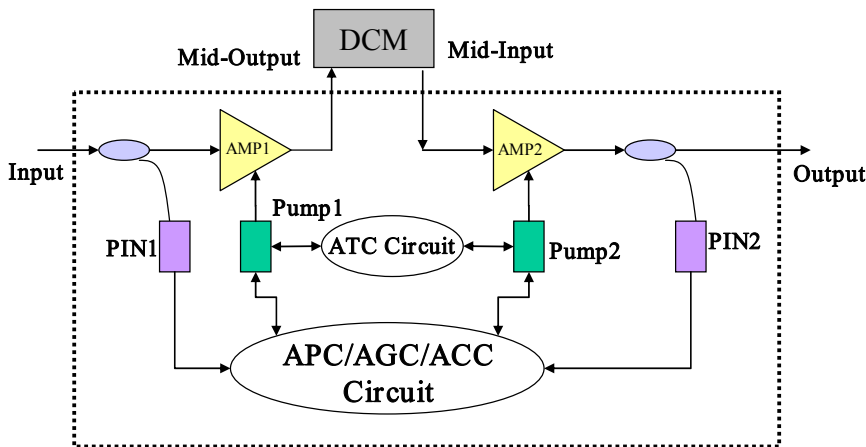 DCM
Mid-Output
Mid-Input
AMP1
AMP2
Input
Output
Pump1
PIN1
ATC Circuit
Pump2
PIN2
APC/AGC/ACC
Circuit